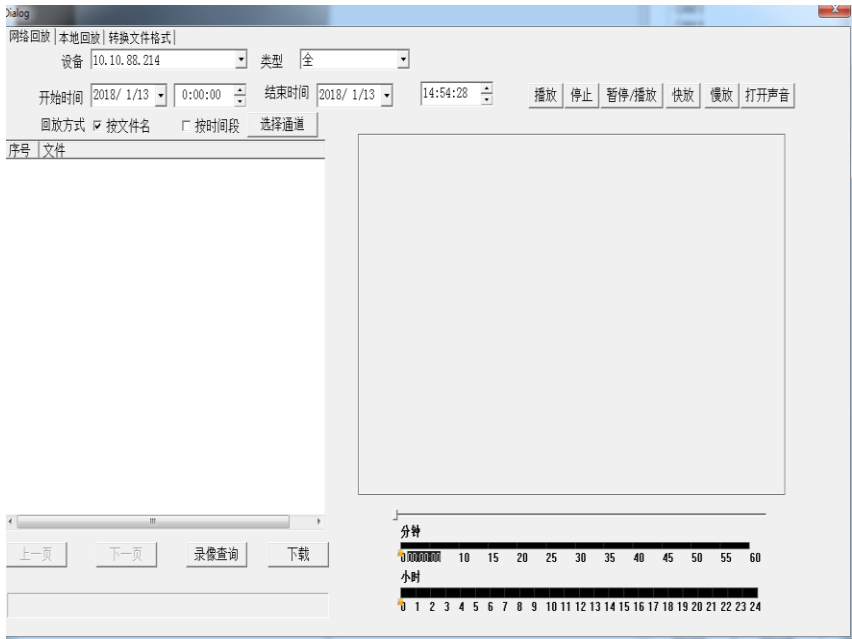 Dialog
网络回放 本地回放 转换文件格式
设备 10.10.88.214 类型 全
开始时间 2018/ 1/13 0:00:00 结束时间 2018/ 1/13 14:54:28 播放 停止 暂停/播放 快放 慢放 打开声音
回放方式 按文件名 按时间段 选择通道
序号 文件
分钟
0 00:00:00 10 15 20 25 30 35 40 45 50 55 60
上一页 下一页 录像查询 下载
小时
0 1 2 3 4 5 6 7 8 9 10 11 12 13 14 15 16 17 18 19 20 21 22 23 24